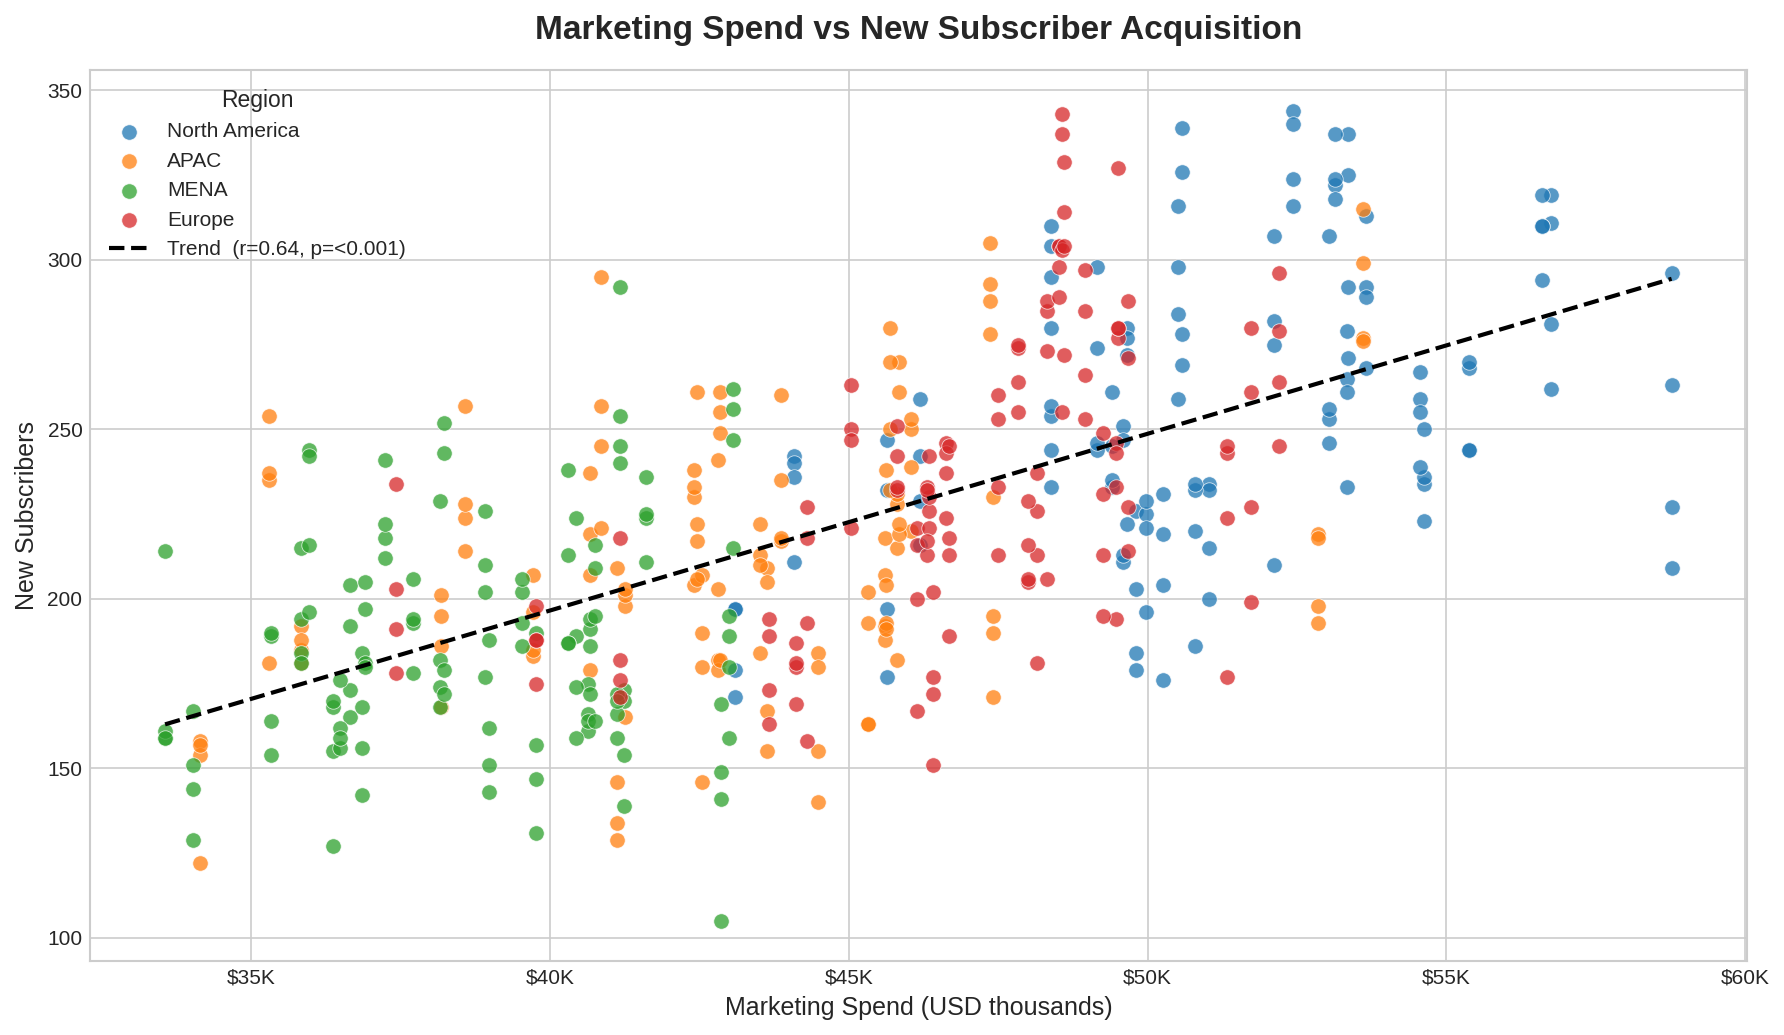 Marketing Spend vs New Subscriber Acquisition
350
300
250
200
150
100
New Subscribers
Region
North America
APAC
MENA
Europe
Trend (r=0.64, p=<0.001)
$35K
$40K
$45K
$50K
$55K
$60K
Marketing Spend (USD thousands)